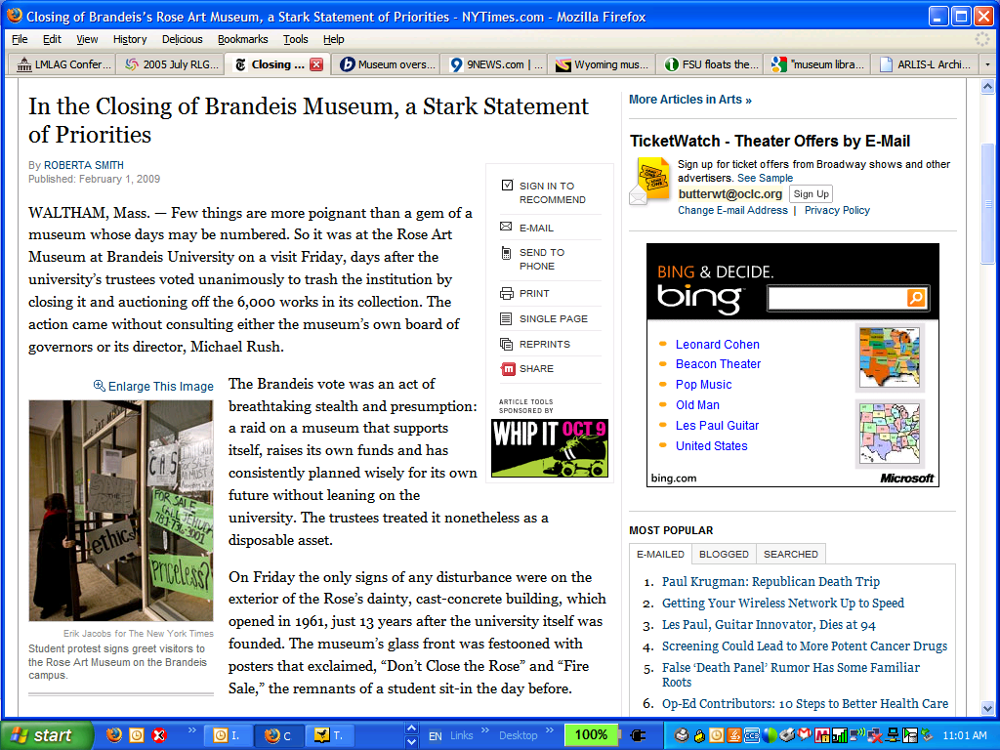 Closing of Brandeis's Rose Art Museum, a Stark Statement of Priorities - NYTimes.com - Mozilla Firefox
File Edit View History Delicious Bookmarks Tools Help
LMLAG Confer... 2005 July RLG... Closing ... Museum overs... 9NEWS.com | ... Wyoming mus... FSU floats the... "museum libra... ARLIS-L Archi...
In the Closing of Brandeis Museum, a Stark Statement
of Priorities
By ROBERTA SMITH
Published: February 1, 2009
WALTHAM, Mass. — Few things are more poignant than a gem of a
museum whose days may be numbered. So it was at the Rose Art
Museum at Brandeis University on a visit Friday, days after the
university's trustees voted unanimously to trash the institution by
closing it and auctioning off the 6,000 works in its collection. The
action came without consulting either the museum's own board of
governors or its director, Michael Rush.
SIGN IN TO
RECOMMEND
E-MAIL
SEND TO
PHONE
PRINT
SINGLE PAGE
REPRINTS
SHARE
ARTICLE TOOLS
SPONSORED BY
WHIP IT OCT 9
Enlarge This Image
CAS
FOR SALE
CALL JEHUDA
781-736-3001
ethics
priceless?
Erik Jacobs for The New York Times
Student protest signs greet visitors to
the Rose Art Museum on the Brandeis
campus.
The Brandeis vote was an act of
breathtaking stealth and presumption:
a raid on a museum that supports
itself, raises its own funds and has
consistently planned wisely for its own
future without leaning on the
university. The trustees treated it nonetheless as a
disposable asset.
On Friday the only signs of any disturbance were on the
exterior of the Rose's dainty, cast-concrete building, which
opened in 1961, just 13 years after the university itself was
founded. The museum's glass front was festooned with
posters that exclaimed, "Don't Close the Rose" and "Fire
Sale," the remnants of a student sit-in the day before.
More Articles in Arts »
TicketWatch - Theater Offers by E-Mail
Sign up for ticket offers from Broadway shows and other
advertisers. See Sample
butterwt@oclc.org Sign Up
Change E-mail Address | Privacy Policy
BING & DECIDE.
bing
Leonard Cohen
Beacon Theater
Pop Music
Old Man
Les Paul Guitar
United States
bing.com Microsoft
MOST POPULAR
E-MAILED BLOGGED SEARCHED
1. Paul Krugman: Republican Death Trip
2. Getting Your Wireless Network Up to Speed
3. Les Paul, Guitar Innovator, Dies at 94
4. Screening Could Lead to More Potent Cancer Drugs
5. False 'Death Panel' Rumor Has Some Familiar
Roots
6. Op-Ed Contributors: 10 Steps to Better Health Care
start I. C T. EN Links » Desktop » 100% 11:01 AM